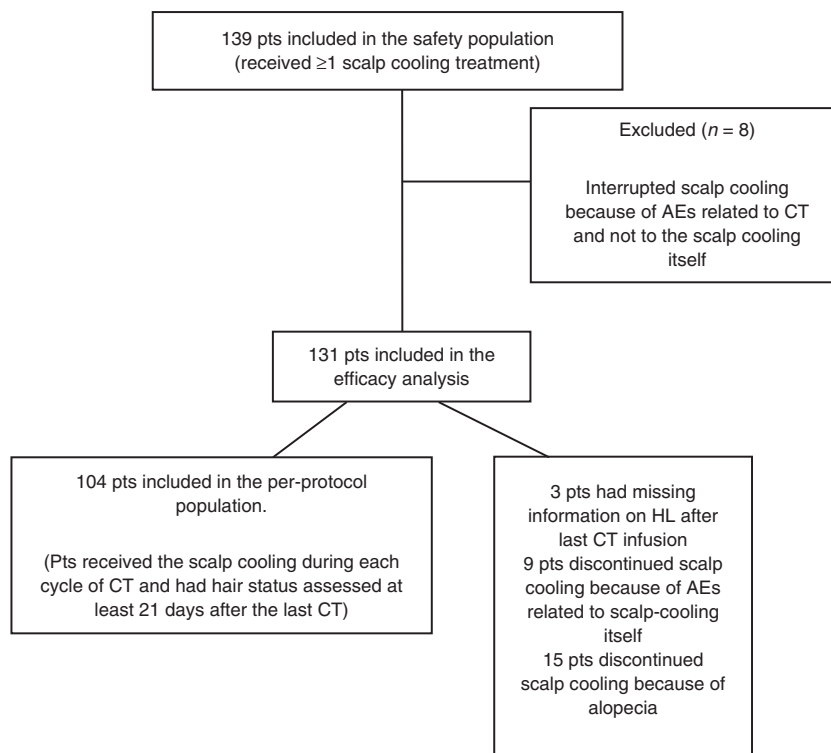 139 pts included in the safety population
(received ≥1 scalp cooling treatment)
Excluded (n = 8)
Interrupted scalp cooling
because of AEs related to CT
and not to the scalp cooling
itself
131 pts included in the
efficacy analysis
104 pts included in the per-protocol
population.
(Pts received the scalp cooling during each
cycle of CT and had hair status assessed at
least 21 days after the last CT)
3 pts had missing
information on HL after
last CT infusion
9 pts discontinued scalp
cooling because of AEs
related to scalp-cooling
itself
15 pts discontinued
scalp cooling because of
alopecia